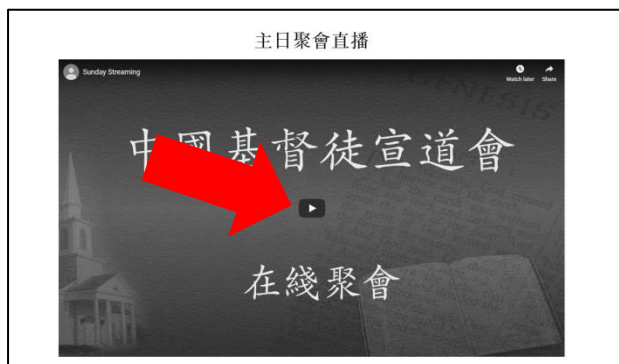 主日聚會直播
Sunday Streaming
Watch later
Share
GENESIS
中國基督徒宣道會
在綫聚會